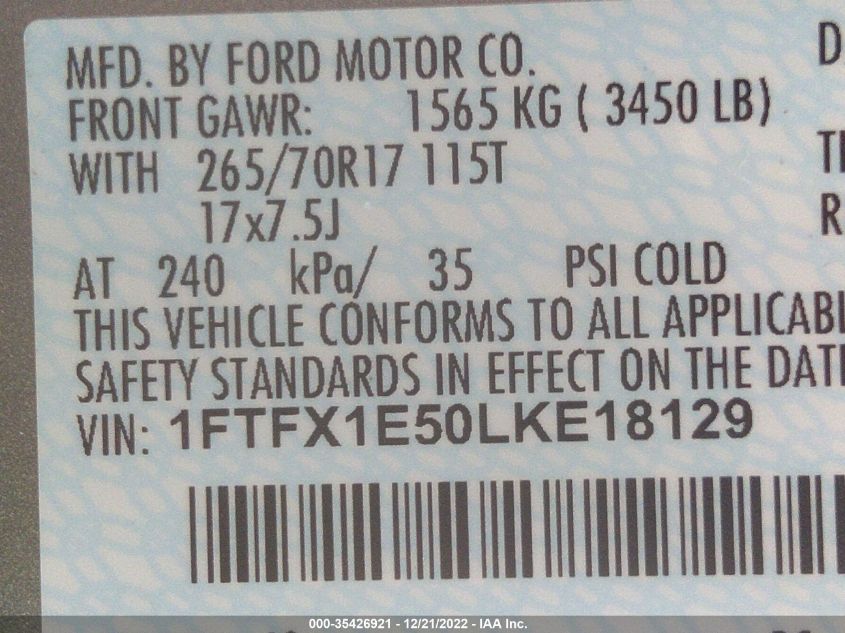 MFD. BY FORD MOTOR CO.
FRONT GAWR: 1565 KG ( 3450 LB)
WITH 265/70R17 115T
17x7.5J
AT 240 kPa/ 35 PSI COLD
THIS VEHICLE CONFORMS TO ALL APPLICABL
SAFETY STANDARDS IN EFFECT ON THE DATE
VIN: 1FTFX1E50LKE18129
D
R
000-35426921 - 12/21/2022 - IAA Inc.